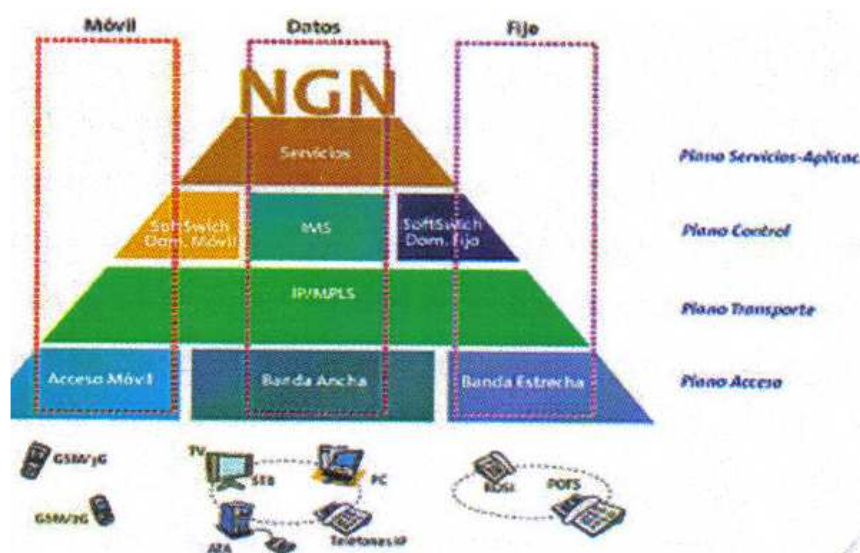 Móvil Datos Fijo
NGN
Servicios
Plano Servicios-Aplicac
SoftSwich
Dom. Móvil
IMS
SoftSwich
Dom. Fijo
Plano Control
IP/MPLS
Plano Transporte
Acceso Móvil
Banda Ancha
Banda Estrecha
Plano Acceso
GSM/3G
TV
STB
PC
RDSI
POTS
GSM/3G
ATA
Teléfonos IP